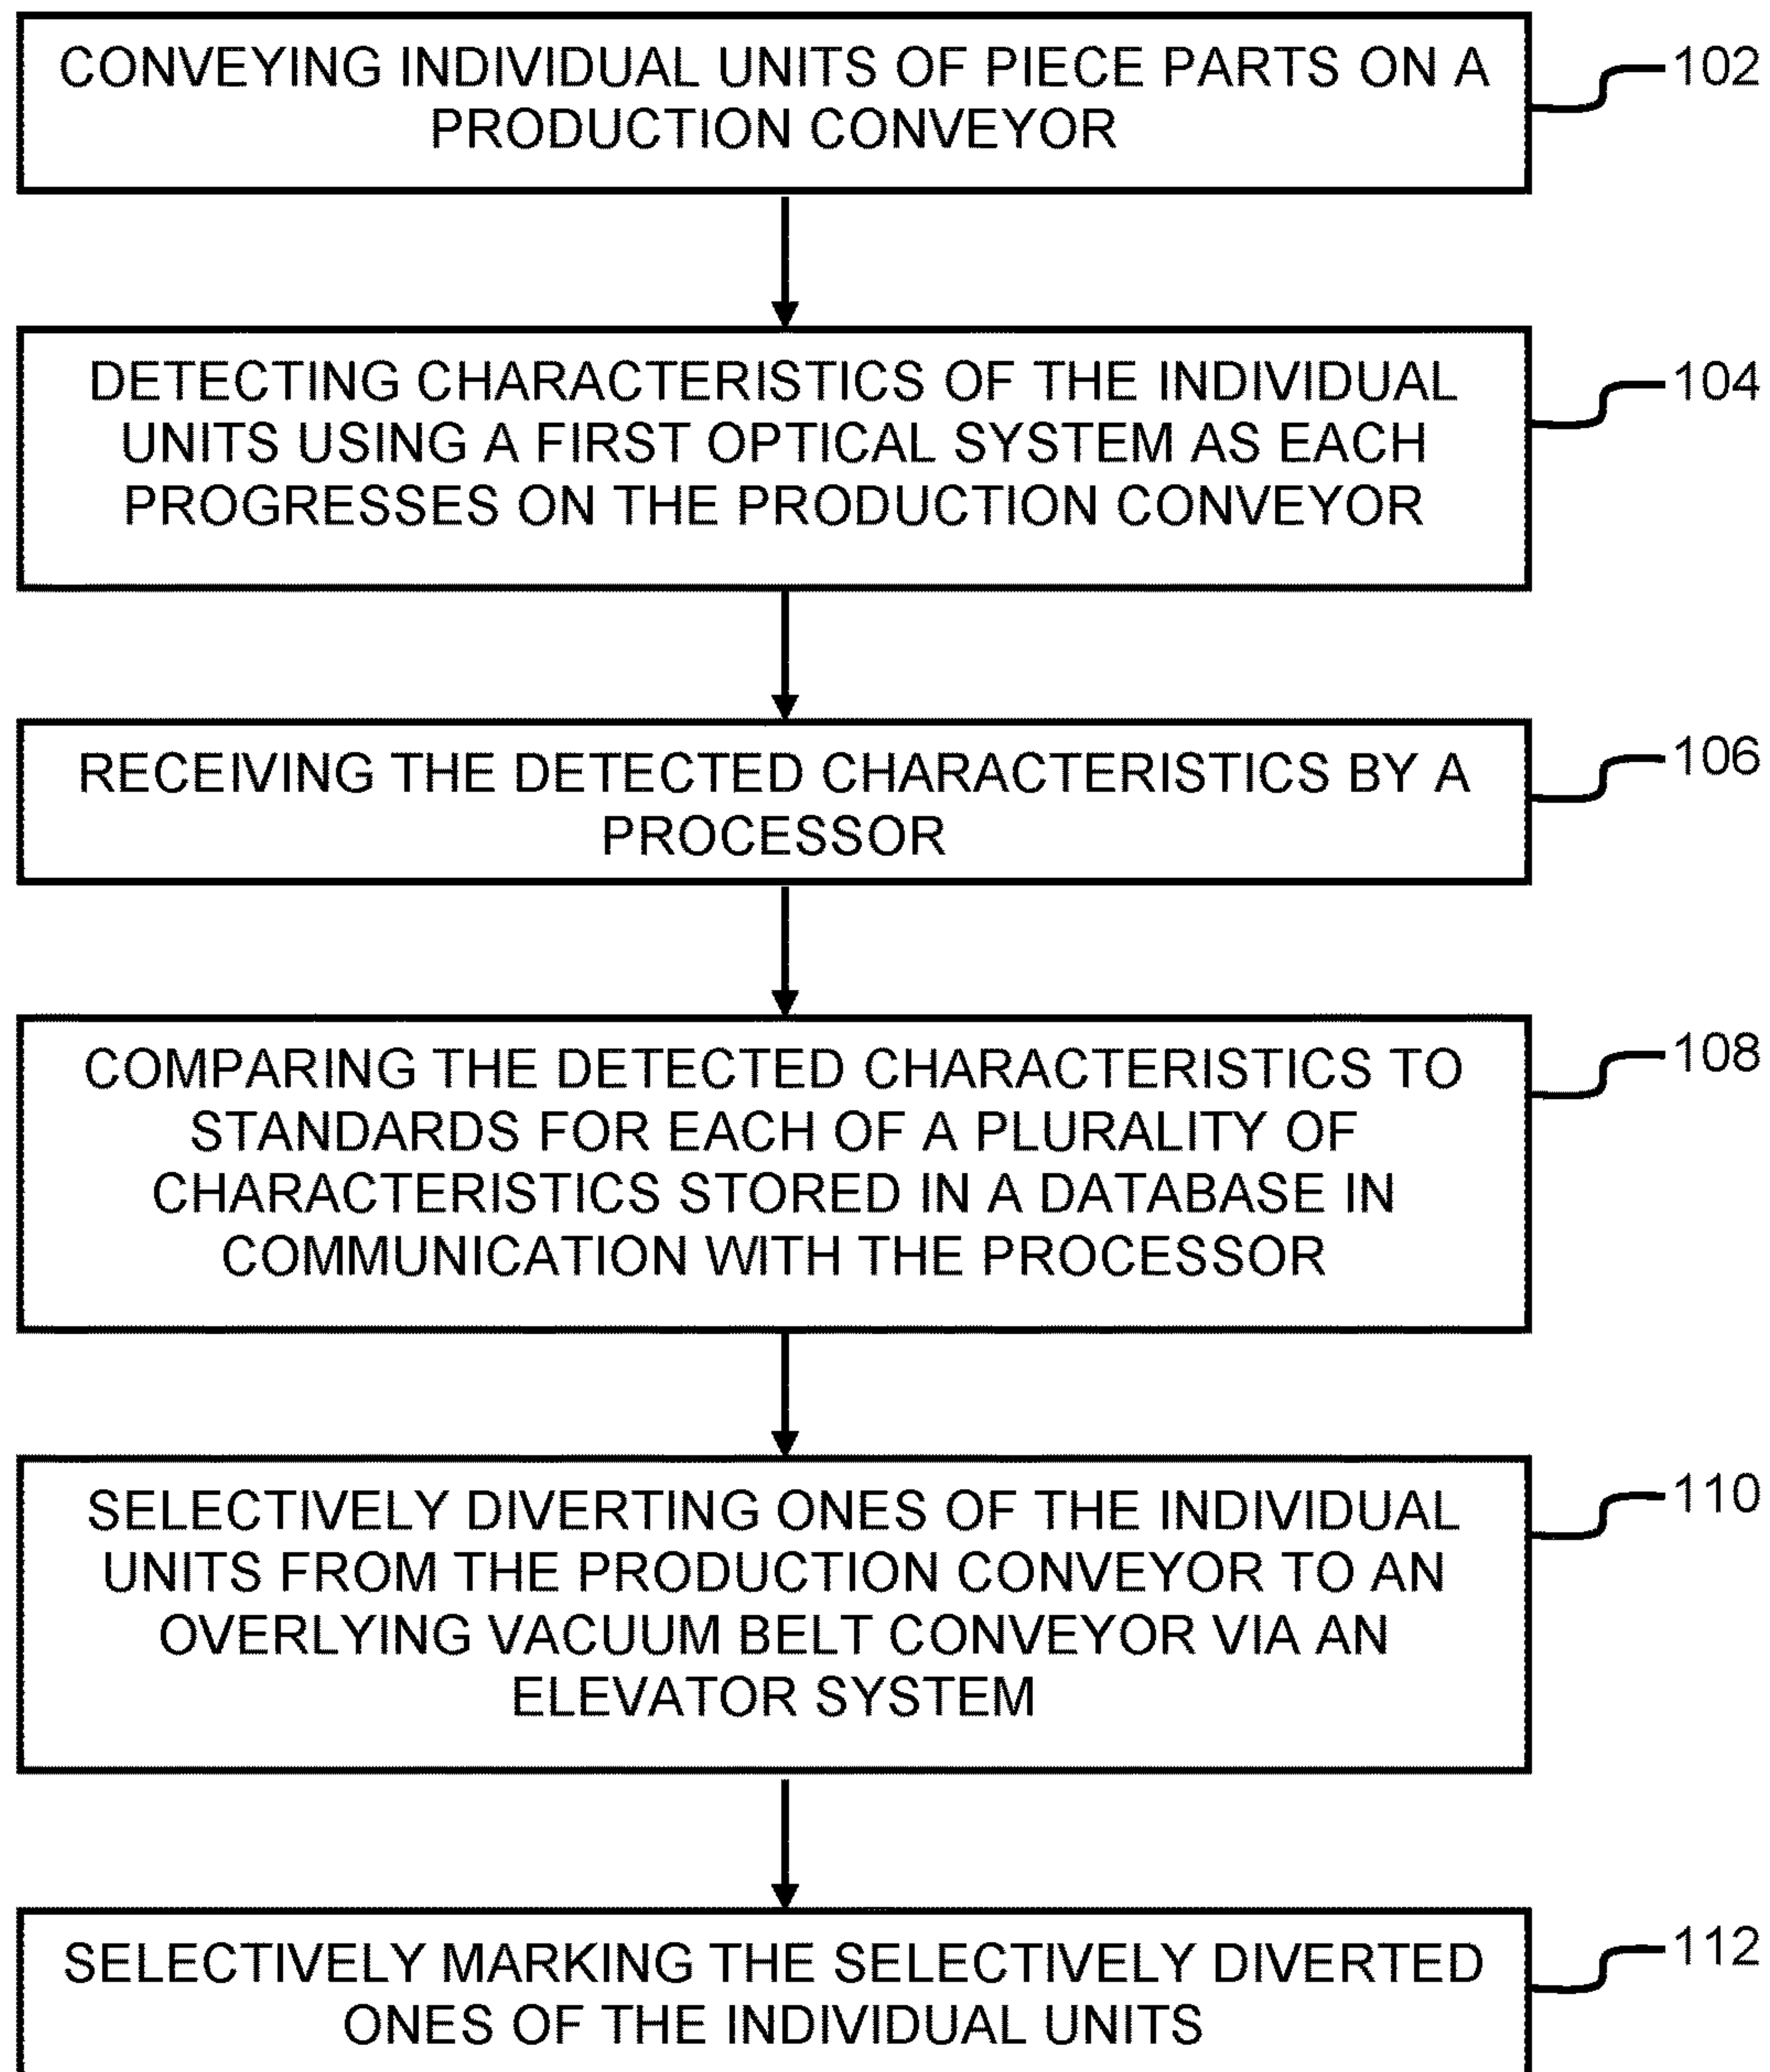 CONVEYING INDIVIDUAL UNITS OF PIECE PARTS ON A
PRODUCTION CONVEYOR
102
DETECTING CHARACTERISTICS OF THE INDIVIDUAL
UNITS USING A FIRST OPTICAL SYSTEM AS EACH
PROGRESSES ON THE PRODUCTION CONVEYOR
104
RECEIVING THE DETECTED CHARACTERISTICS BY A
PROCESSOR
106
COMPARING THE DETECTED CHARACTERISTICS TO
STANDARDS FOR EACH OF A PLURALITY OF
CHARACTERISTICS STORED IN A DATABASE IN
COMMUNICATION WITH THE PROCESSOR
108
SELECTIVELY DIVERTING ONES OF THE INDIVIDUAL
UNITS FROM THE PRODUCTION CONVEYOR TO AN
OVERLYING VACUUM BELT CONVEYOR VIA AN
ELEVATOR SYSTEM
110
SELECTIVELY MARKING THE SELECTIVELY DIVERTED
ONES OF THE INDIVIDUAL UNITS
112